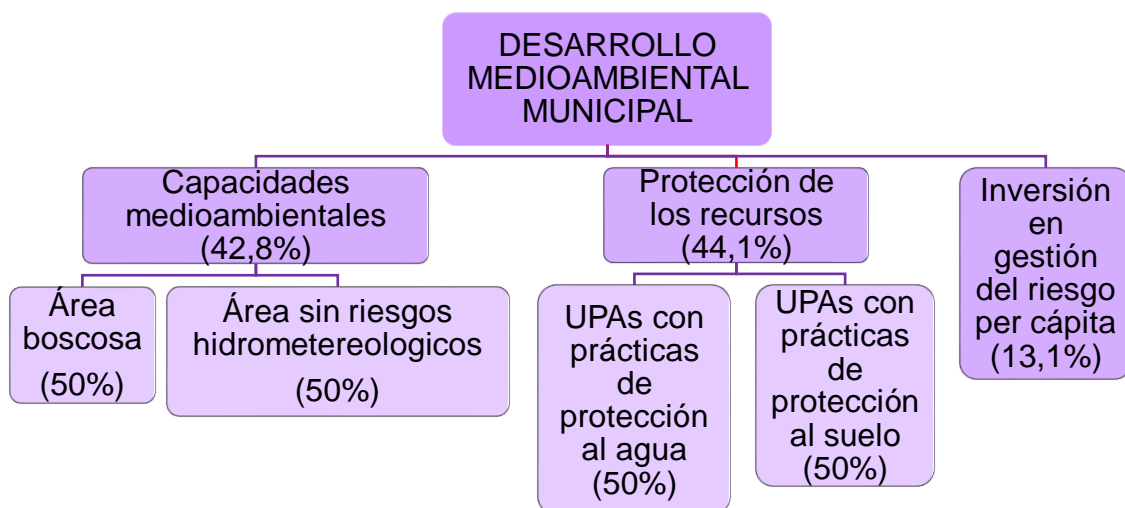 DESARROLLO
MEDIOAMBIENTAL
MUNICIPAL
Capacidades
medioambientales
(42,8%)
Protección de
los recursos
(44,1%)
Inversión
en
gestión
del riesgo
per cápita
(13,1%)
Área
boscosa
(50%)
Área sin riesgos
hidrometereologicos
(50%)
UPAs con
prácticas
de
protección
al agua
(50%)
UPAs con
prácticas
de
protección
al suelo
(50%)